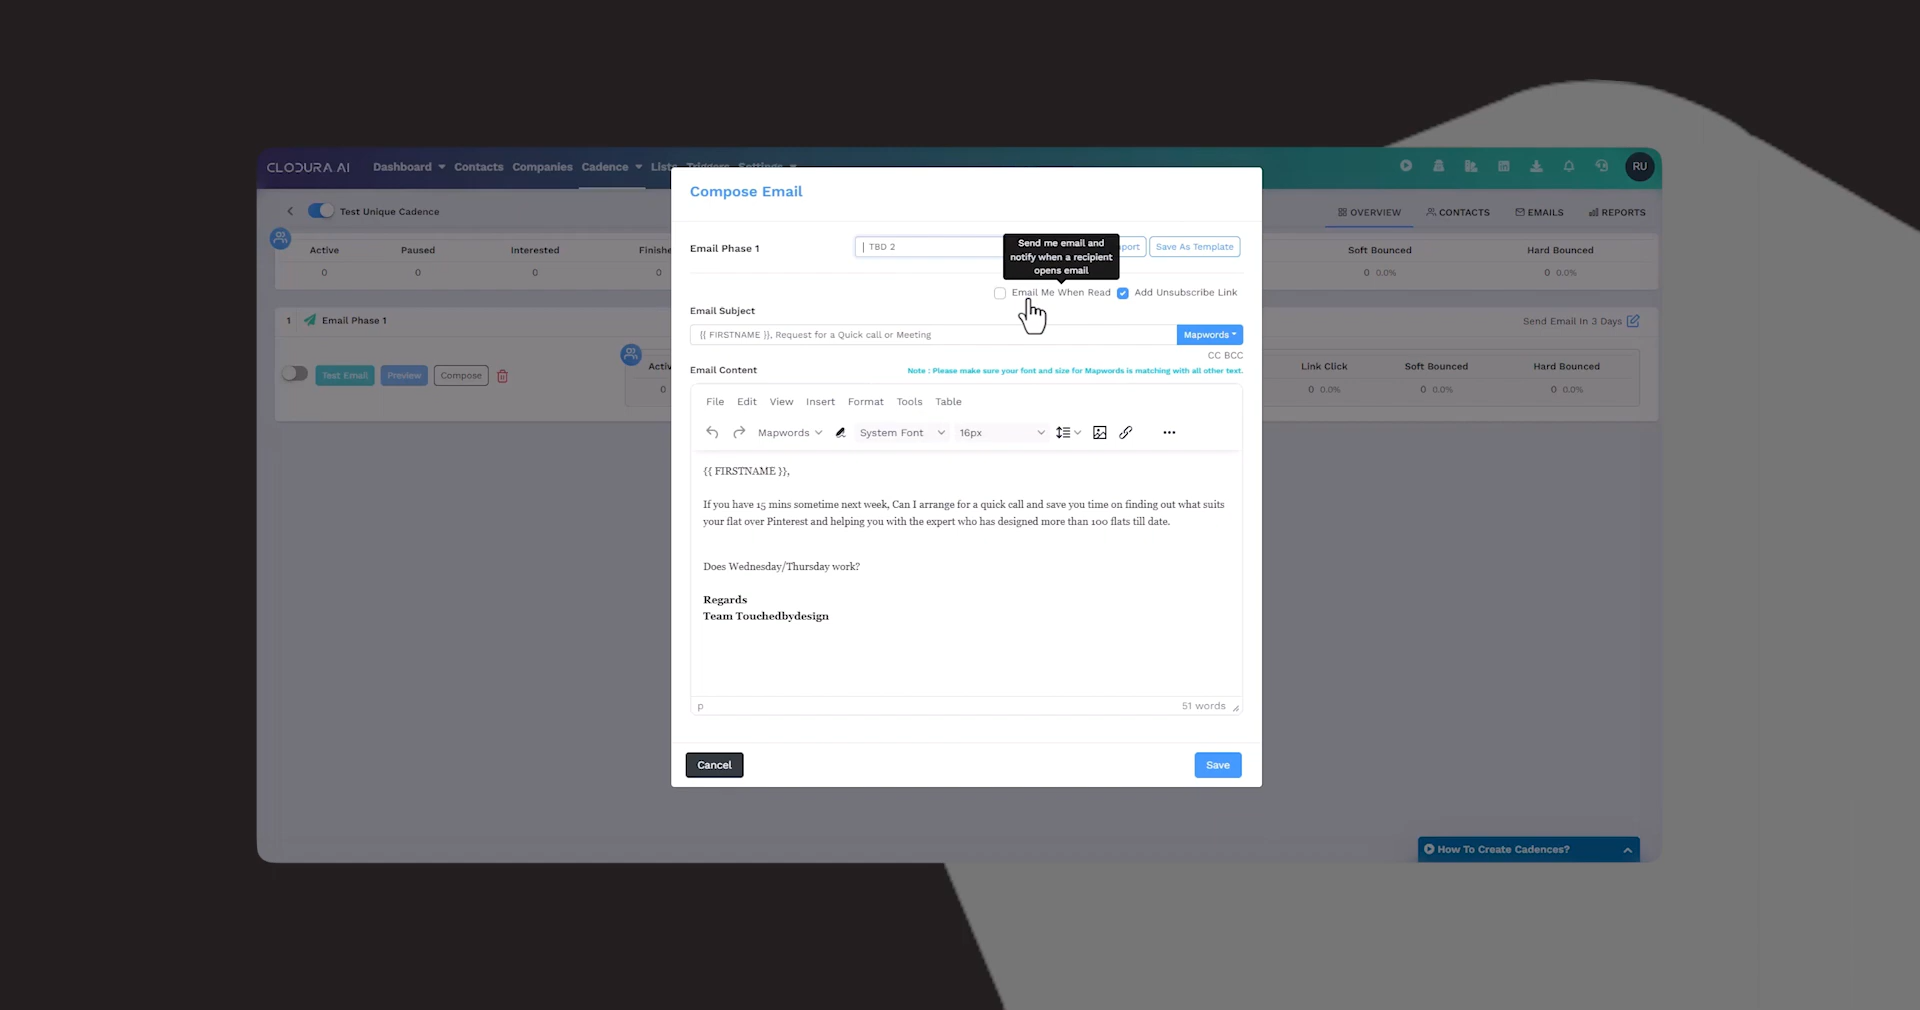 CLODURA AI
Dashboard
Contacts
Companies
Cadence
Lists
Triggers
Settings
RU
Test Unique Cadence
OVERVIEW
CONTACTS
EMAILS
REPORTS
Active
Paused
Interested
Soft Bounced
Hard Bounced
0
0
0
0
0 0.0%
0 0.0%
1 Email Phase 1
Send Email In 3 Days
Test Email
Preview
Compose
Link Click
Soft Bounced
Hard Bounced
0
0 0.0%
0 0.0%
0 0.0%
Compose Email
Email Phase 1
TBD 2
Save As Template
Send me email and
notify when a recipient
opens email
Email Me When Read
Add Unsubscribe Link
Email Subject
{{ FIRSTNAME }}, Request for a Quick call or Meeting
Mapwords
CC BCC
Email Content
Note : Please make sure your font and size for Mapwords is matching with all other text.
File Edit View Insert Format Tools Table
Mapwords
System Font
16px
{{ FIRSTNAME }},
If you have 15 mins sometime next week, Can I arrange for a quick call and save you time on finding out what suits
your flat over Pinterest and helping you with the expert who has designed more than 100 flats till date.
Does Wednesday/Thursday work?
Regards
Team Touchedbydesign
p
51 words
Cancel
Save
How To Create Cadences?